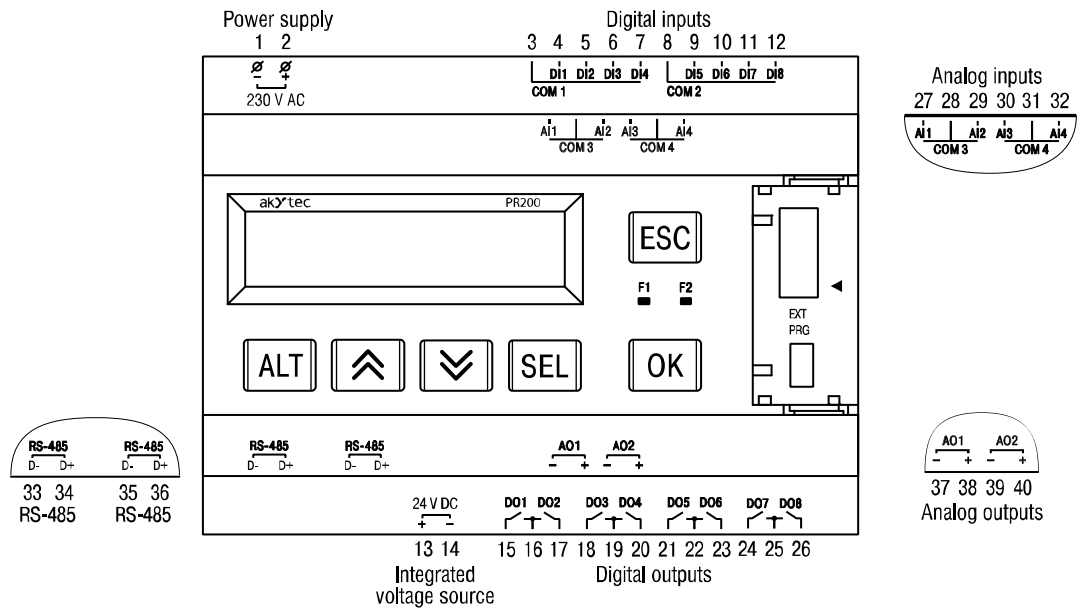 Power supply
1 2
- +
230 V AC
Digital inputs
3 4 5 6 7 8 9 10 11 12
DI1 DI2 DI3 DI4 DI5 DI6 DI7 DI8
COM 1 COM 2
AI1 AI2 AI3 AI4
COM 3 COM 4
Analog inputs
27 28 29 30 31 32
AI1 AI2 AI3 AI4
COM 3 COM 4
akYtec PR200
ESC
F1 F2
EXT
PRG
ALT SEL OK
RS-485 RS-485
D- D+ D- D+
33 34 35 36
RS-485 RS-485
RS-485 RS-485
D- D+ D- D+
AO1 AO2
- + - +
AO1 AO2
- + - +
37 38 39 40
Analog outputs
24 V DC
+ -
13 14
Integrated
voltage source
DO1 DO2 DO3 DO4 DO5 DO6 DO7 DO8
15 16 17 18 19 20 21 22 23 24 25 26
Digital outputs